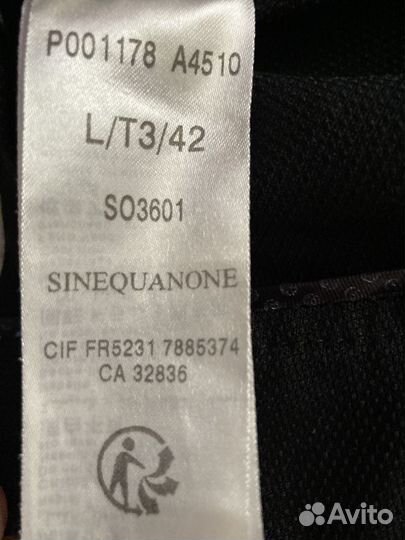 P001178 A4510
L/T3/42
SO3601
SINEQUANONE
CIF FR5231 7885374
CA 32836
Avito